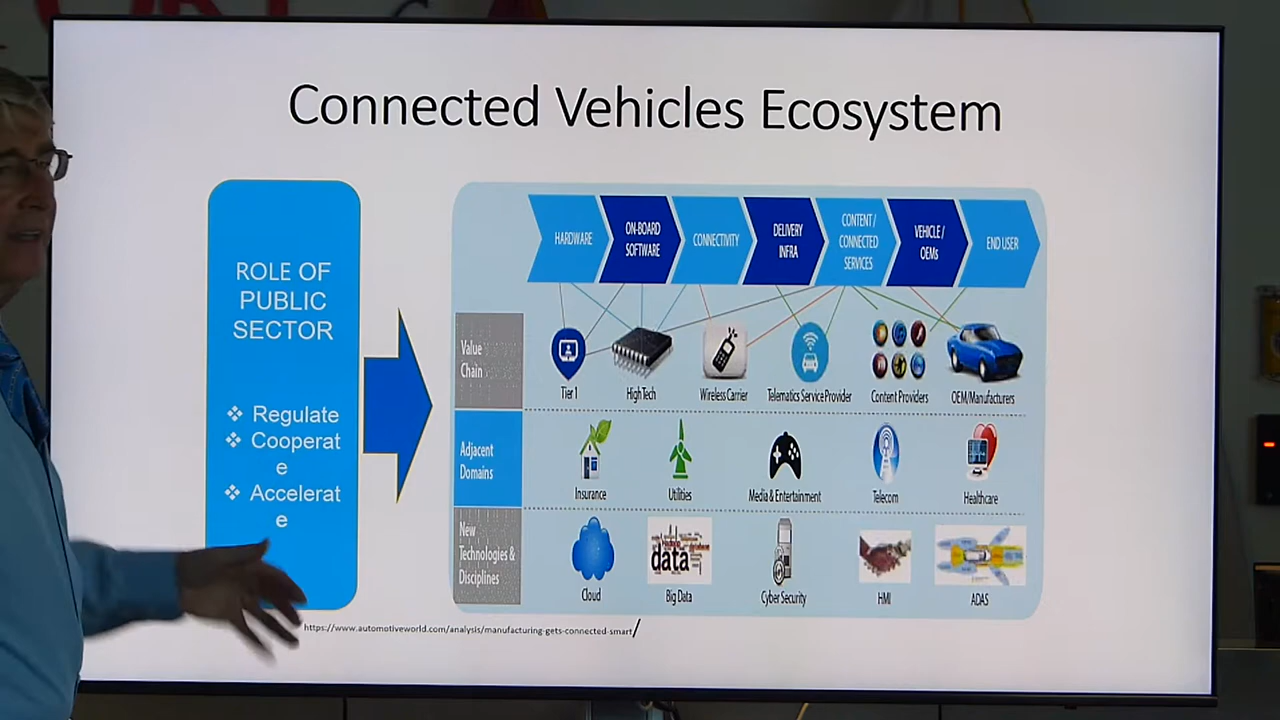 Connected Vehicles Ecosystem
ROLE OF
PUBLIC
SECTOR
❖ Regulate
❖ Cooperat
e
❖ Accelerat
e
HARDWARE
ON-BOARD
SOFTWARE
CONNECTIVITY
DELIVERY
INFRA
CONTENT /
CONNECTED
SERVICES
VEHICLE /
OEMs
END USER
Value
Chain
Tier 1
High Tech
Wireless Carrier
Telematics Service Provider
Content Providers
OEM/Manufacturers
Adjacent
Domains
Insurance
Utilities
Media & Entertainment
Telecom
Healthcare
New
Technologies &
Disciplines
data
Cloud
Big Data
Cyber Security
HMI
ADAS
https://www.automotiveworld.com/analysis/manufacturing-gets-connected-smart/